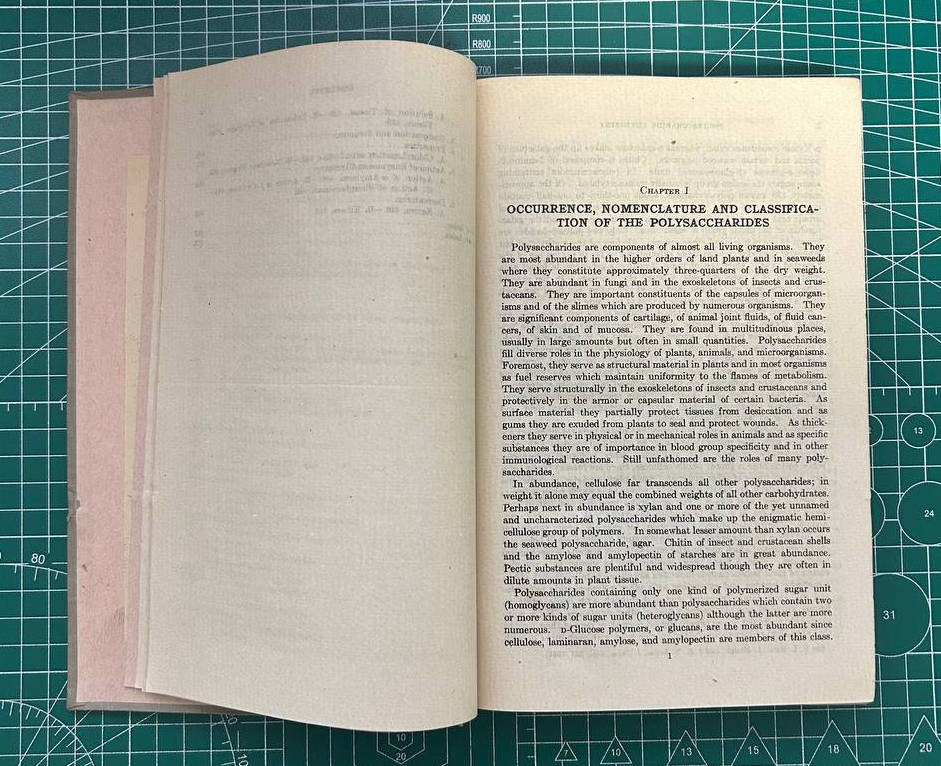 R900
R800
700
CHAPTER I
OCCURRENCE, NOMENCLATURE AND CLASSIFICA-
TION OF THE POLYSACCHARIDES
Polysaccharides are components of almost all living organisms. They
are most abundant in the higher orders of land plants and in seaweeds
where they constitute approximately three-quarters of the dry weight.
They are abundant in fungi and in the exoskeletons of insects and crus-
taceans. They are important constituents of the capsules of microorgan-
isms and of the slimes which are produced by numerous organisms. They
are significant components of cartilage, of animal joint fluids, of fluid can-
cers, of skin and of mucosa. They are found in multitudinous places,
usually in large amounts but often in small quantities. Polysaccharides
fill diverse roles in the physiology of plants, animals, and microorganisms.
Foremost, they serve as structural material in plants and in most organisms
as fuel reserves which maintain uniformity to the flames of metabolism.
They serve structurally in the exoskeletons of insects and crustaceans and
protectively in the armor or capsular material of certain bacteria. As
surface material they partially protect tissues from desiccation and as
gums they are exuded from plants to seal and protect wounds. As thick-
eners they serve in physical or in mechanical roles in animals and as specific
substances they are of importance in blood group specificity and in other
immunological reactions. Still unfathomed are the roles of many poly-
saccharides.
In abundance, cellulose far transcends all other polysaccharides; in
weight it alone may equal the combined weights of all other carbohydrates.
Perhaps next in abundance is xylan and one or more of the yet unnamed
and uncharacterized polysaccharides which make up the enigmatic hemi-
cellulose group of polymers. In somewhat lesser amount than xylan occurs
the seaweed polysaccharide, agar. Chitin of insect and crustacean shells
and the amylose and amylopectin of starches are in great abundance.
Pectic substances are plentiful and widespread though they are often in
dilute amounts in plant tissue.
Polysaccharides containing only one kind of polymerized sugar unit
(homoglycans) are more abundant than polysaccharides which contain two
or more kinds of sugar units (heteroglycans) although the latter are more
numerous. D-Glucose polymers, or glucans, are the most abundant since
cellulose, laminaran, amylose, and amylopectin are members of this class.
1
13
24
31
80
10
20
10
7
10
13
15
18
20